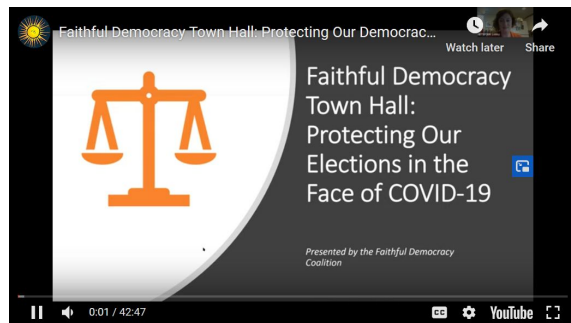 Faithful Democracy Town Hall: Protecting Our Democrac...
Watch later
Share
Faithful Democracy
Town Hall:
Protecting Our
Elections in the
Face of COVID-19
Presented by the Faithful Democracy
Coalition
0:01 / 42:47
CC
YouTube